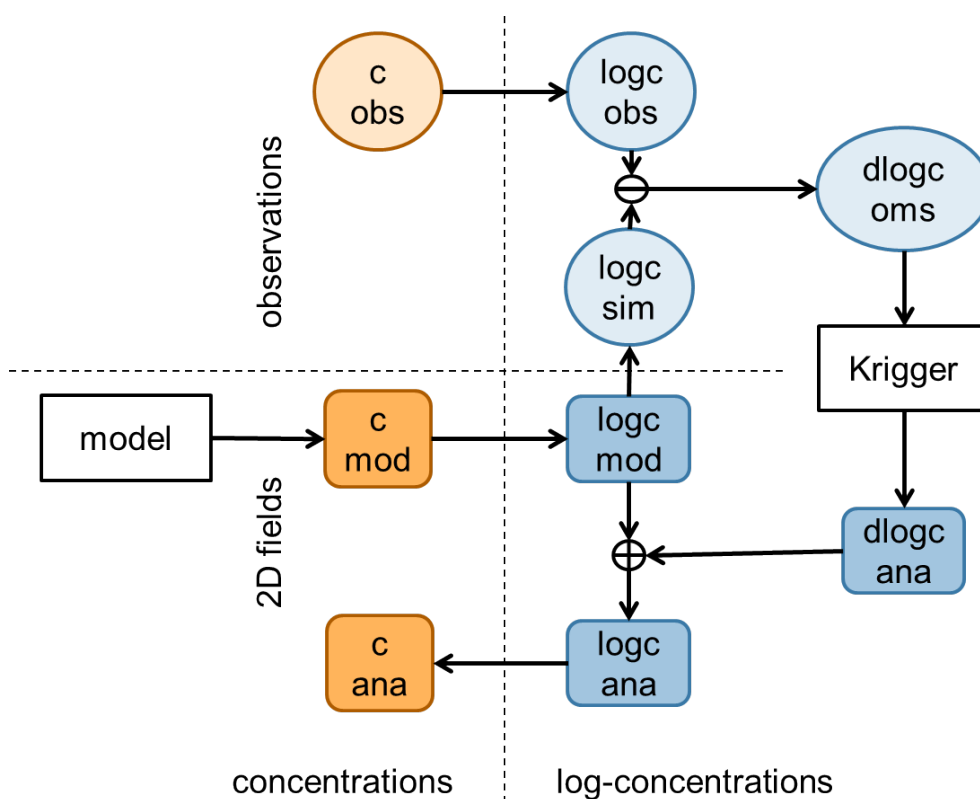 c
obs
logc
obs
dlogc
oms
observations
logc
sim
Krigger
model
c
mod
logc
mod
2D fields
dlogc
ana
c
ana
logc
ana
concentrations
log-concentrations